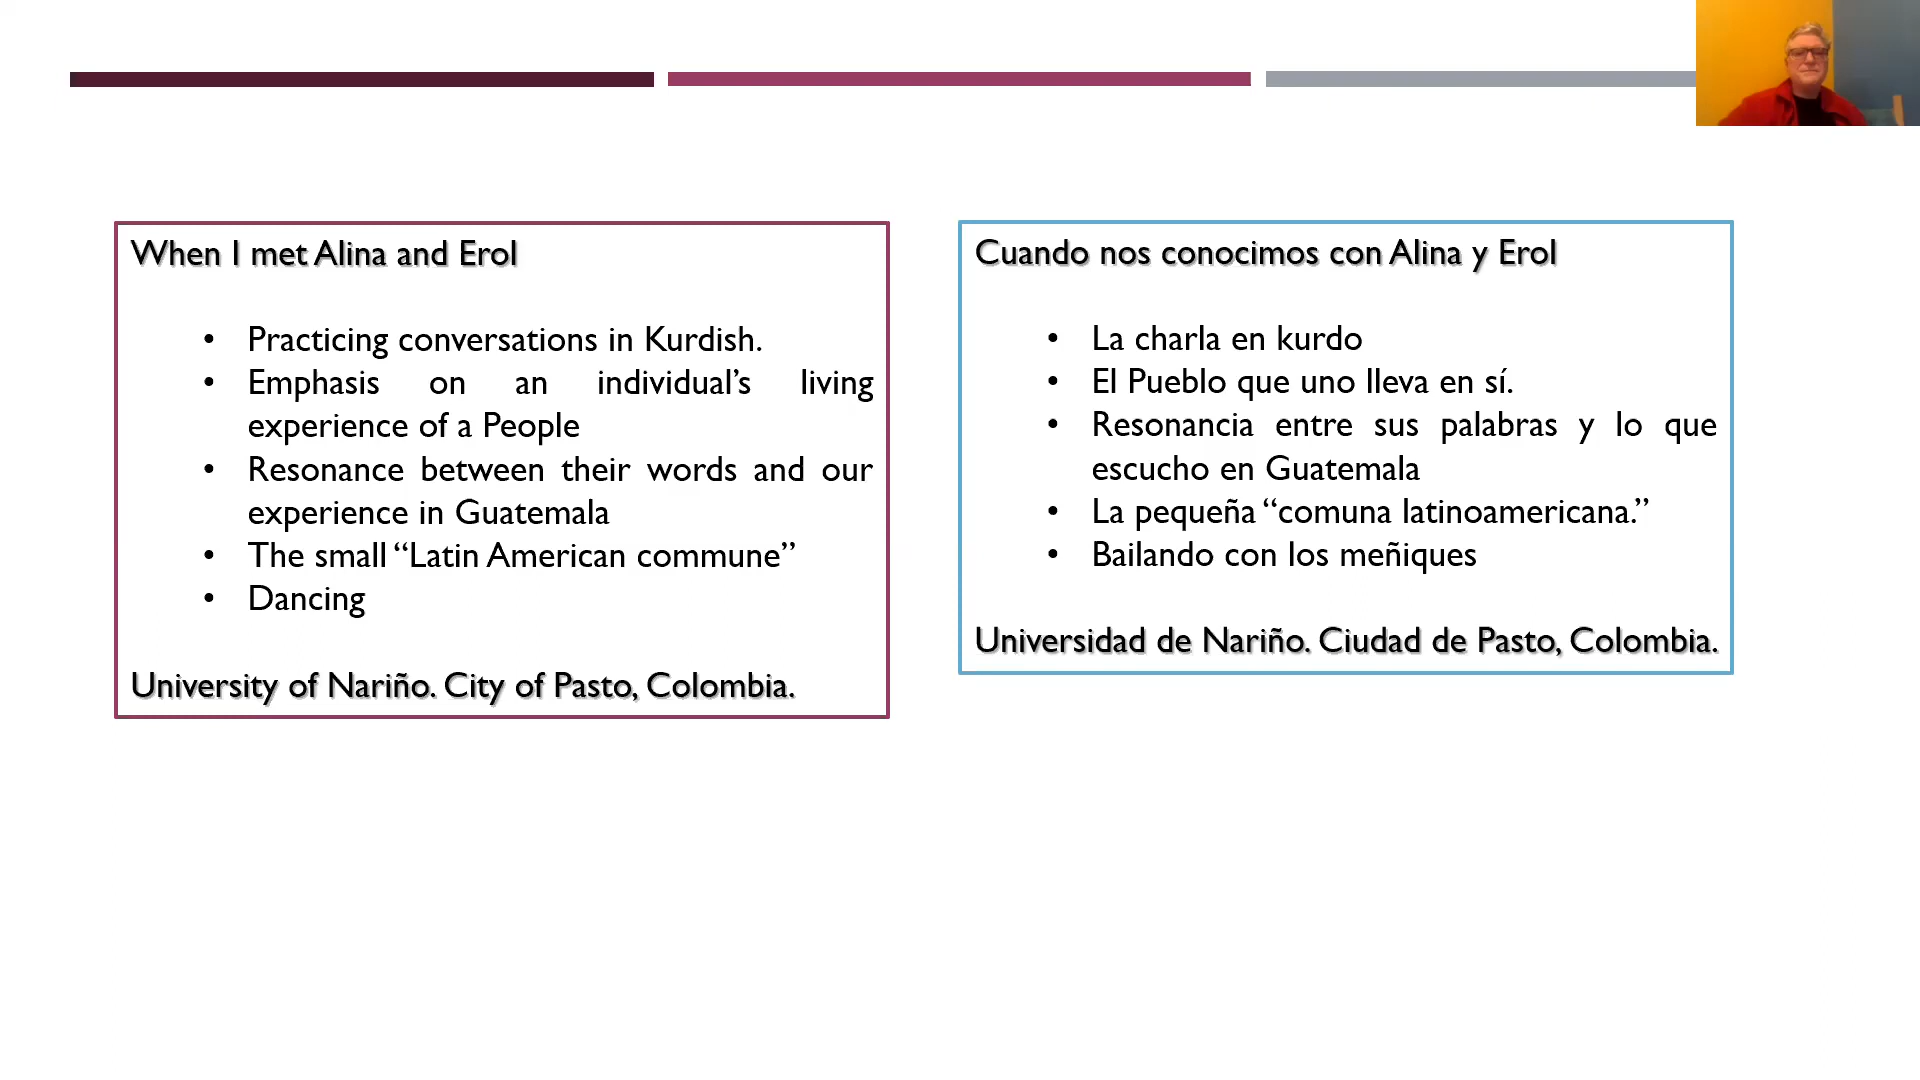 When I met Alina and Erol
• Practicing conversations in Kurdish.
• Emphasis on an individual’s living
experience of a People
• Resonance between their words and our
experience in Guatemala
• The small “Latin American commune”
• Dancing
University of Nariño. City of Pasto, Colombia.
Cuando nos conocimos con Alina y Erol
• La charla en kurdo
• El Pueblo que uno lleva en sí.
• Resonancia entre sus palabras y lo que
escucho en Guatemala
• La pequeña “comuna latinoamericana.”
• Bailando con los meñiques
Universidad de Nariño. Ciudad de Pasto, Colombia.